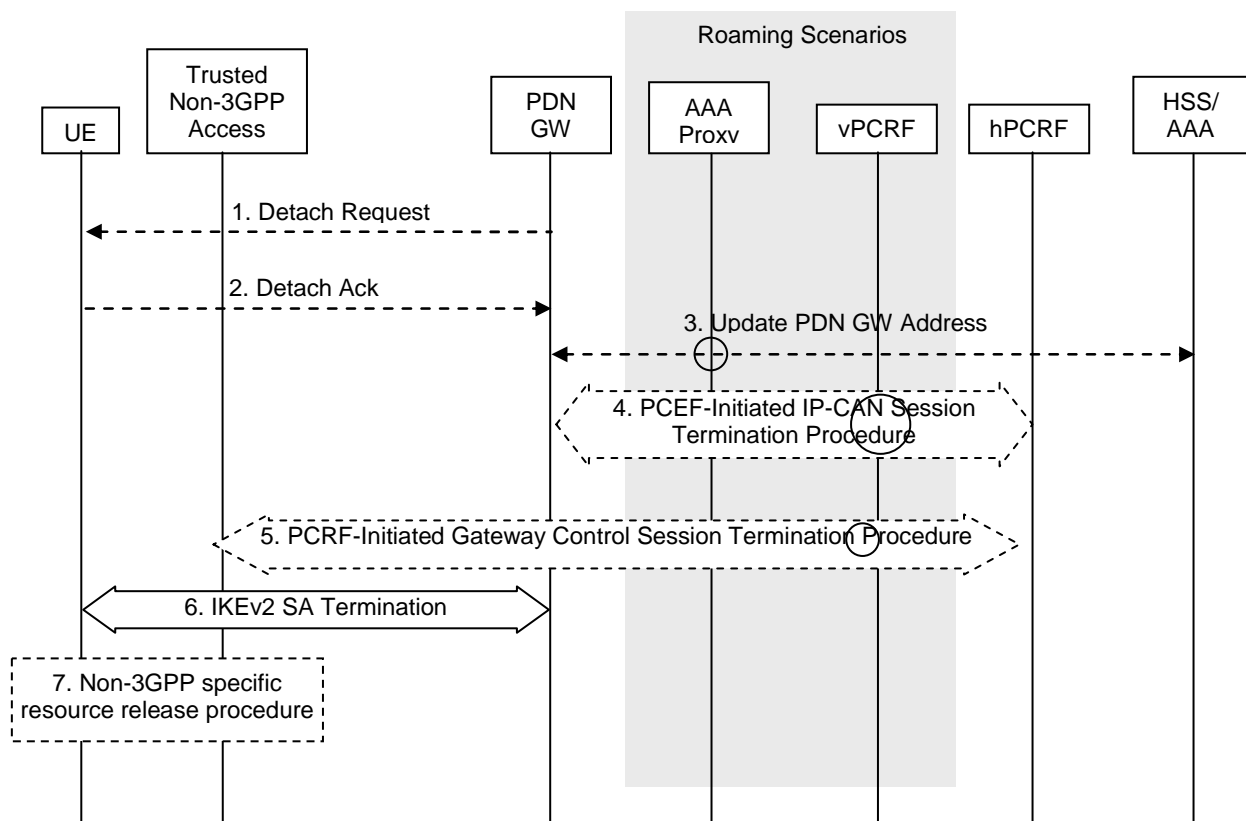 Roaming Scenarios
UE
Trusted
Non-3GPP
Access
PDN
GW
AAA
Proxv
vPCRF
hPCRF
HSS/
AAA
1. Detach Request
2. Detach Ack
3. Update PDN GW Address
4. PCEF-Initiated IP-CAN Session
Termination Procedure
5. PCRF-Initiated Gateway Control Session Termination Procedure
6. IKEv2 SA Termination
7. Non-3GPP specific
resource release procedure